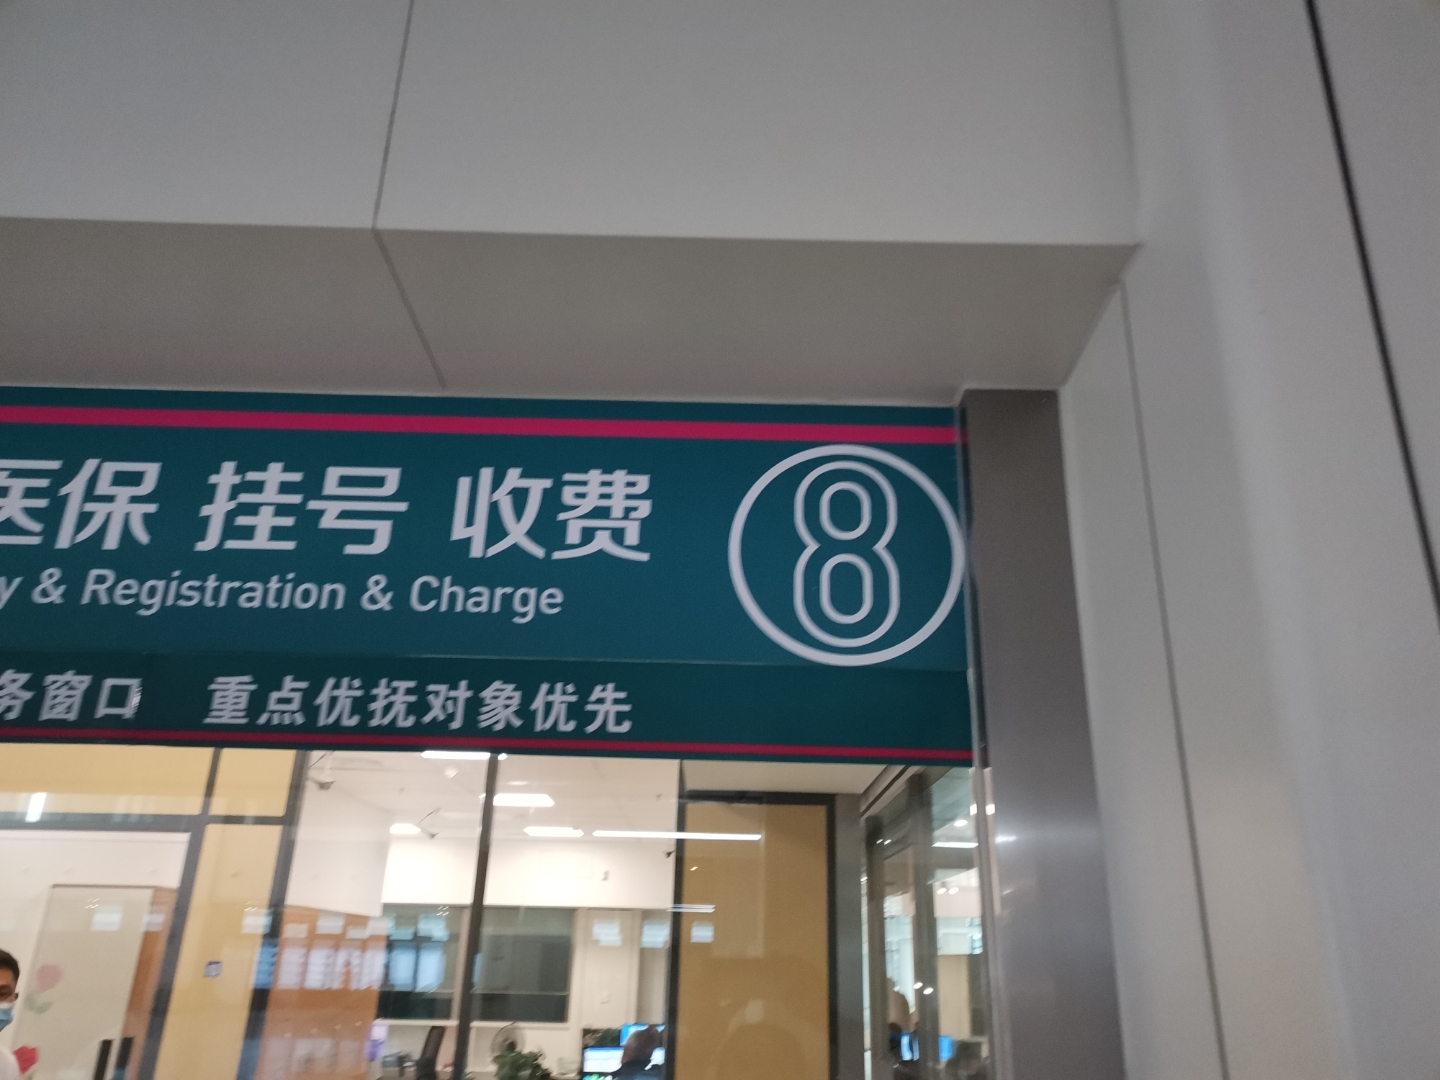 医保 挂号 收费 8
y & Registration & Charge
务窗口 重点优抚对象优先